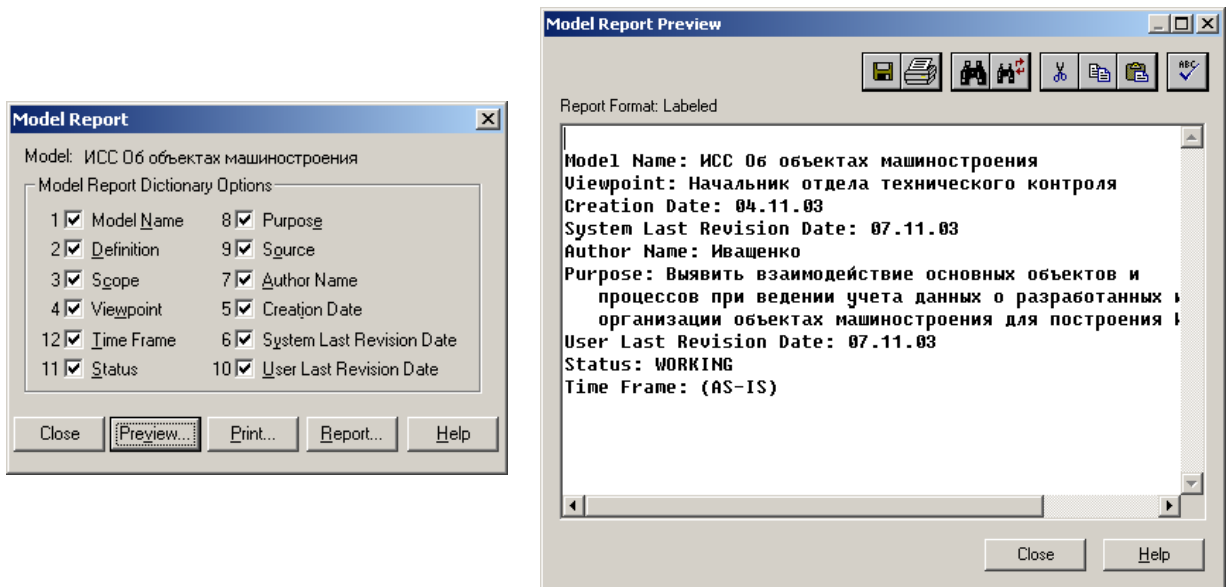 Model Report
Model: ИСС Об объектах машиностроения
Model Report Dictionary Options
1 Model Name 8 Purpose
2 Definition 9 Source
3 Scope 7 Author Name
4 Viewpoint 5 Creation Date
12 Time Frame 6 System Last Revision Date
11 Status 10 User Last Revision Date
Close Preview... Print... Report... Help
Model Report Preview
ABC
Report Format: Labeled
Model Name: ИСС Об объектах машиностроения
Viewpoint: Начальник отдела технического контроля
Creation Date: 04.11.03
System Last Revision Date: 07.11.03
Author Name: Иващенко
Purpose: Выявить взаимодействие основных объектов и
процессов при ведении учета данных о разработанных
организации объектах машиностроения для построения
User Last Revision Date: 07.11.03
Status: WORKING
Time Frame: (AS-IS)
Close Help